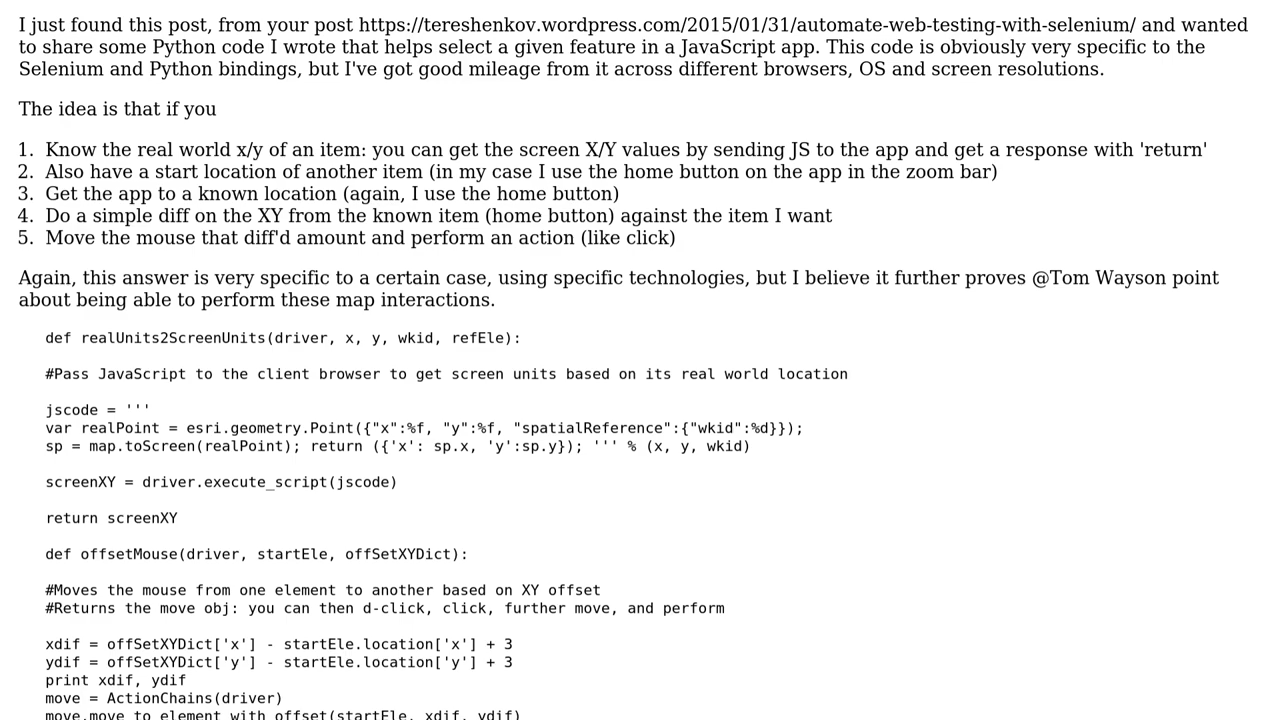 I just found this post, from your post https://tereshenkov.wordpress.com/2015/01/31/automate-web-testing-with-selenium/ and wanted
to share some Python code I wrote that helps select a given feature in a JavaScript app. This code is obviously very specific to the
Selenium and Python bindings, but I've got good mileage from it across different browsers, OS and screen resolutions.
The idea is that if you
1. Know the real world x/y of an item: you can get the screen X/Y values by sending JS to the app and get a response with 'return'
2. Also have a start location of another item (in my case I use the home button on the app in the zoom bar)
3. Get the app to a known location (again, I use the home button)
4. Do a simple diff on the XY from the known item (home button) against the item I want
5. Move the mouse that diff'd amount and perform an action (like click)
Again, this answer is very specific to a certain case, using specific technologies, but I believe it further proves @Tom Wayson point
about being able to perform these map interactions.
def realUnits2ScreenUnits(driver, x, y, wkid, refEle):
#Pass JavaScript to the client browser to get screen units based on its real world location
jscode = '''
var realPoint = esri.geometry.Point({"x":%f, "y":%f, "spatialReference":{"wkid":%d}});
sp = map.toScreen(realPoint); return ({'x': sp.x, 'y':sp.y}); ''' % (x, y, wkid)
screenXY = driver.execute_script(jscode)
return screenXY
def offsetMouse(driver, startEle, offSetXYDict):
#Moves the mouse from one element to another based on XY offset
#Returns the move obj: you can then d-click, click, further move, and perform
xdif = offSetXYDict['x'] - startEle.location['x'] + 3
ydif = offSetXYDict['y'] - startEle.location['y'] + 3
print xdif, ydif
move = ActionChains(driver)
move.move_to_element_with_offset(startEle, xdif, ydif)